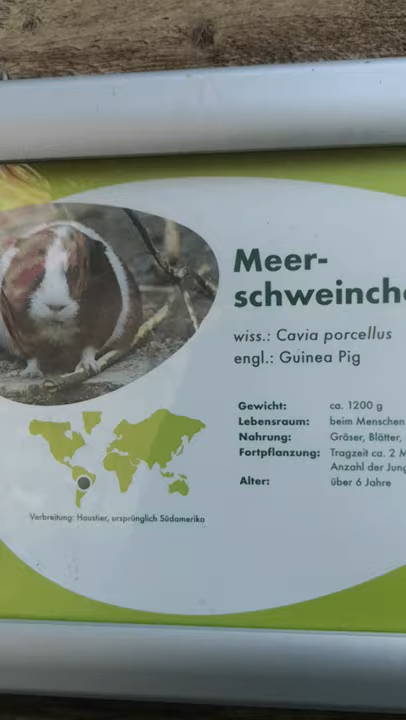 Meer-
schweinche
wiss.: Cavia porcellus
engl.: Guinea Pig
Gewicht: ca. 1200 g
Lebensraum: beim Menschen
Nahrung: Gräser, Blätter,
Fortpflanzung: Tragzeit ca. 2 M
Anzahl der Jung
Alter: über 6 Jahre
Verbreitung: Haustier, ursprünglich Südamerika